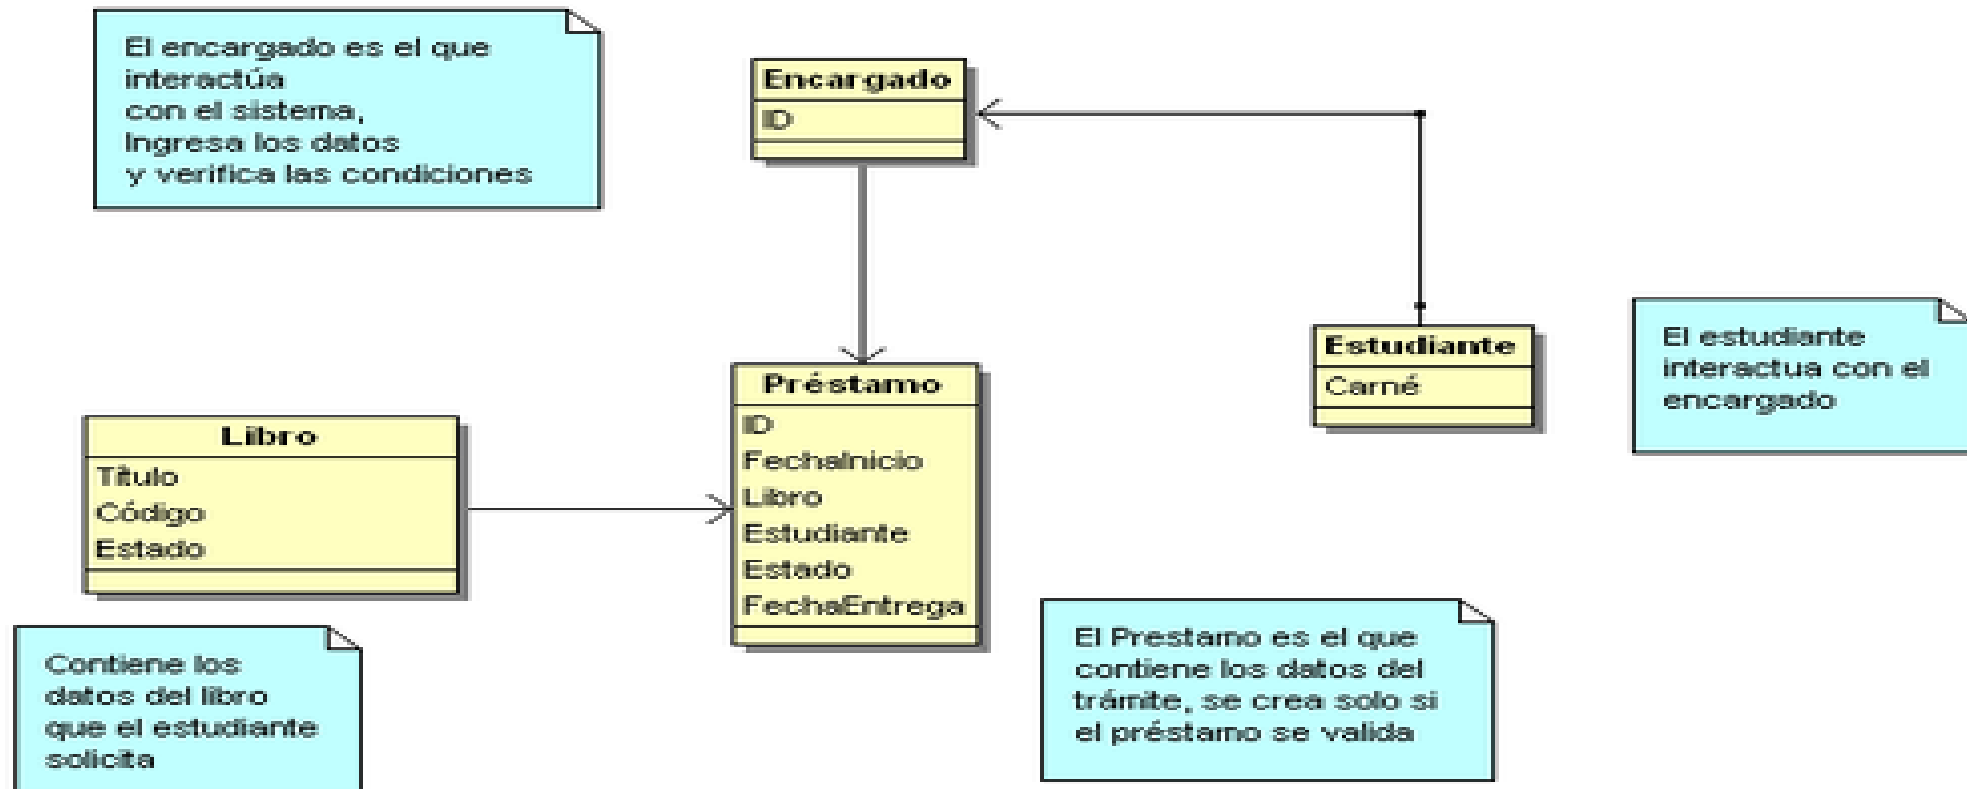 El encargado es el que
interactúa
con el sistema,
Ingresa los datos
y verifica las condiciones
Encargado
ID
Estudiante
Carné
El estudiante
interactua con el
encargado
Préstamo
ID
FechaInicio
Libro
Estudiante
Estado
FechaEntrega
Libro
Título
Código
Estado
Contiene los
datos del libro
que el estudiante
solicita
El Prestamo es el que
contiene los datos del
trámite, se crea solo si
el préstamo se valida